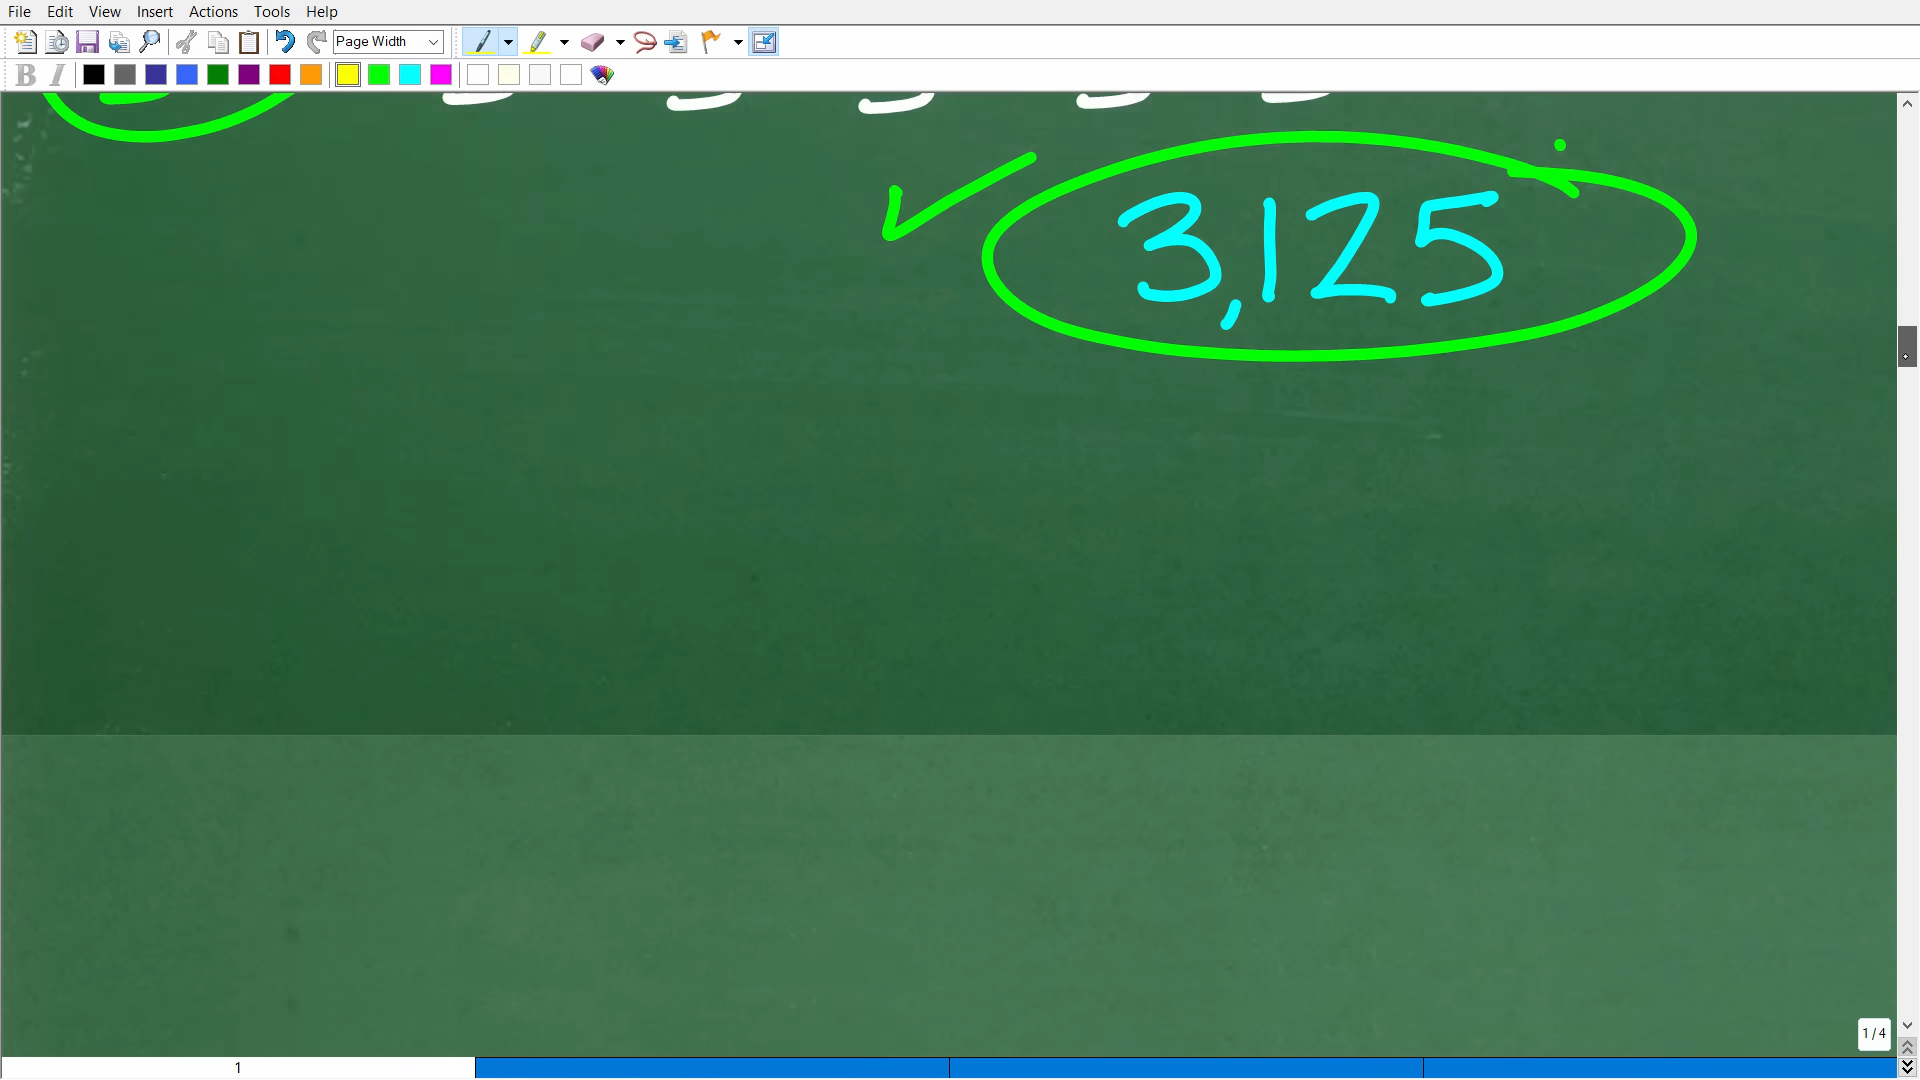 File Edit View Insert Actions Tools Help
Page Width
B I
3,125
1 / 4
1